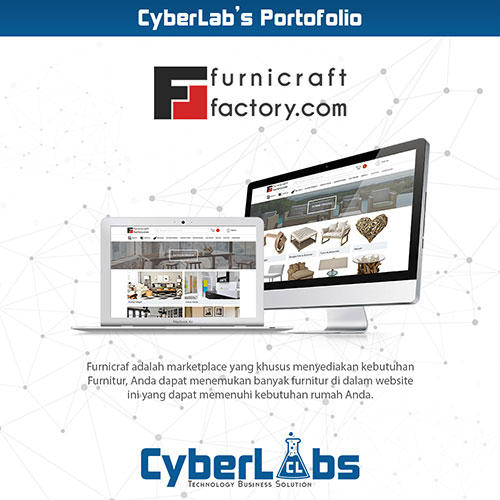 CyberLab's Portofolio
furnicraft
factory.com
Macbook Air
Furnicraf adalah marketplace yang khusus menyediakan kebutuhan
Furnitur, Anda dapat menemukan banyak furnitur di dalam website
ini yang dapat memenuhi kebutuhan rumah Anda.
CyberLabs
CL
Technology Business Solution